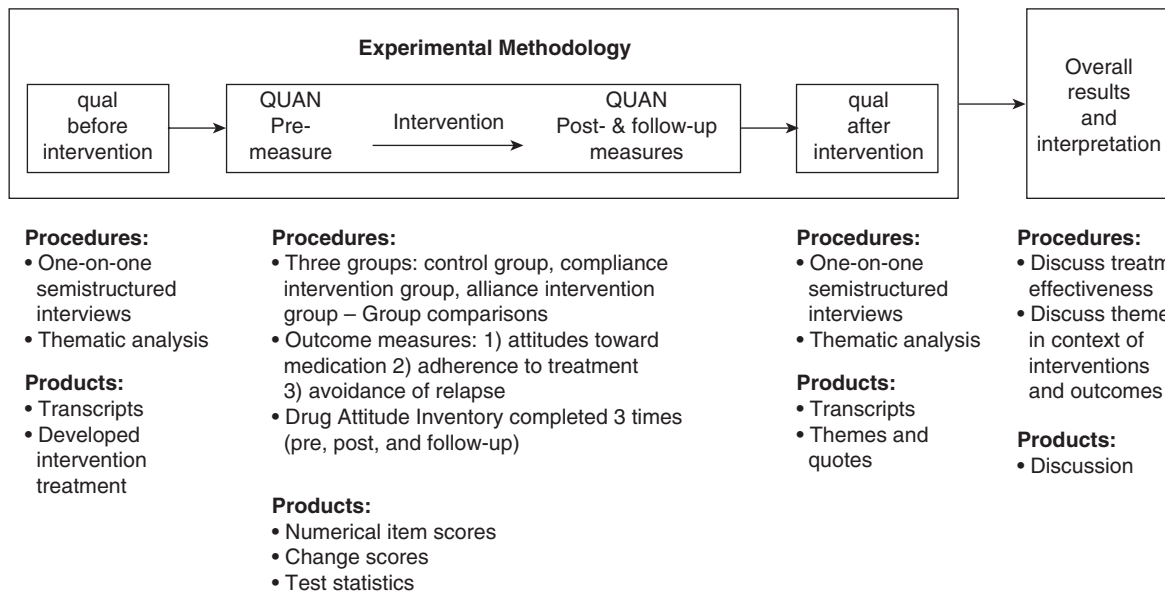 Experimental Methodology
qual
before
intervention
QUAN
Pre-
measure
Intervention
QUAN
Post- & follow-up
measures
qual
after
intervention
Overall
results
and
interpretation
Procedures:
• One-on-one
semistructured
interviews
• Thematic analysis
Products:
• Transcripts
• Developed
intervention
treatment
Procedures:
• Three groups: control group, compliance
intervention group, alliance intervention
group – Group comparisons
• Outcome measures: 1) attitudes toward
medication 2) adherence to treatment
3) avoidance of relapse
• Drug Attitude Inventory completed 3 times
(pre, post, and follow-up)
Products:
• Numerical item scores
• Change scores
• Test statistics
Procedures:
• One-on-one
semistructured
interviews
• Thematic analysis
Products:
• Transcripts
• Themes and
quotes
Procedures:
• Discuss
effectiveness
• Discuss
in context of
interventions
and outcomes
Products:
• Discussion